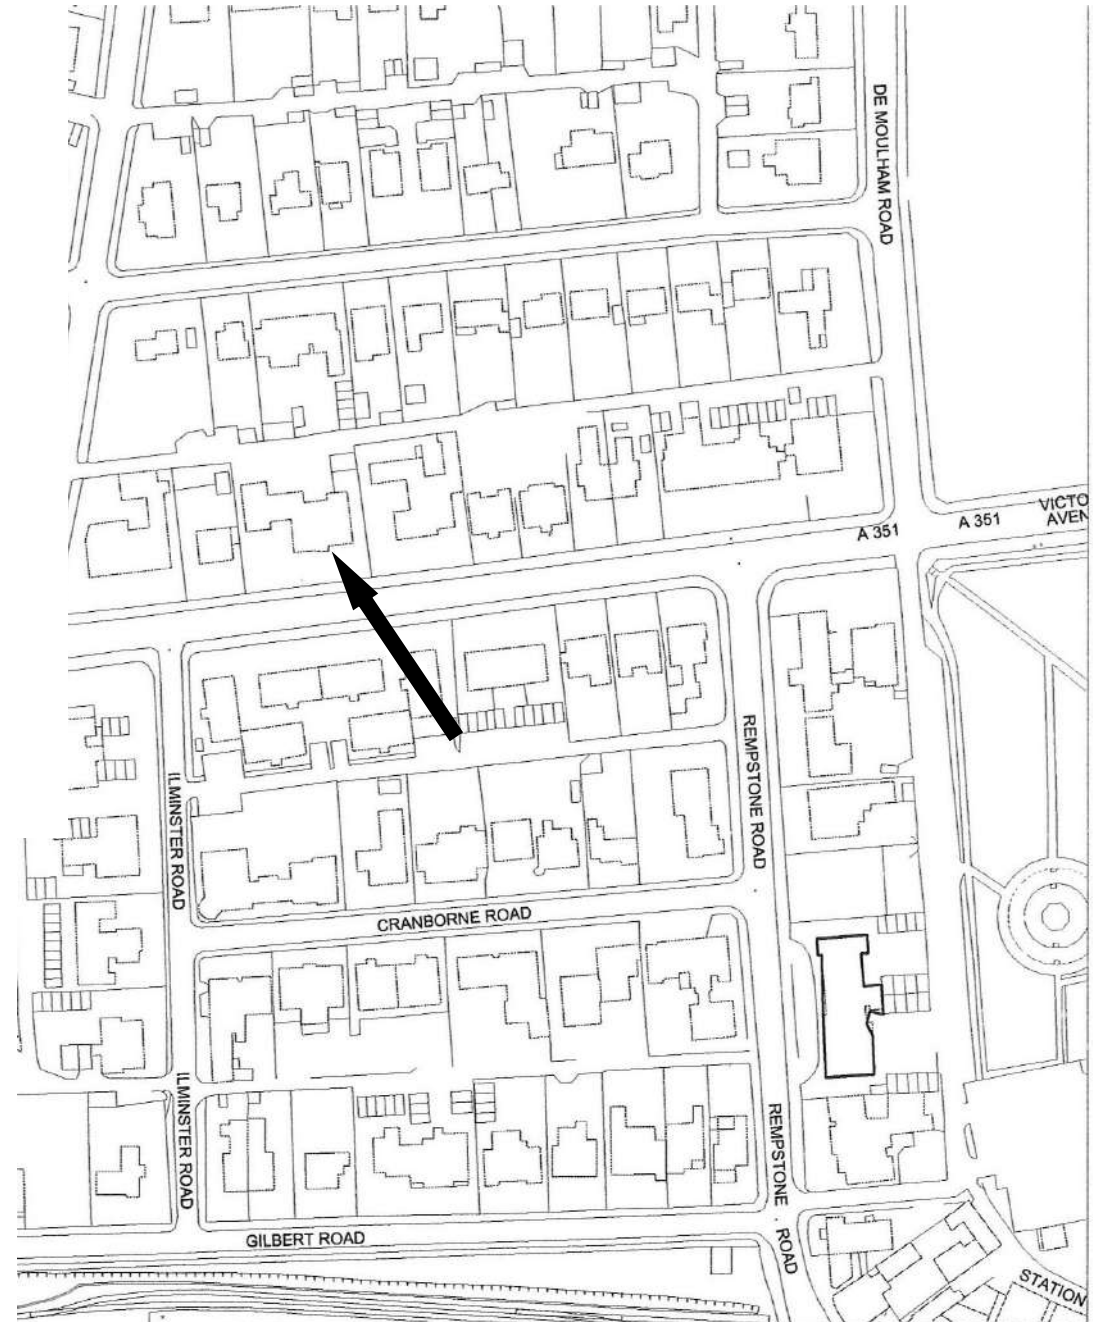 DE MOULHAM ROAD
VICTO
AVEN
A 351
A 351
REMPSTONE ROAD
ILMINSTER ROAD
CRANBORNE ROAD
ILMINSTER ROAD
REMPSTONE
ROAD
GILBERT ROAD
STATION